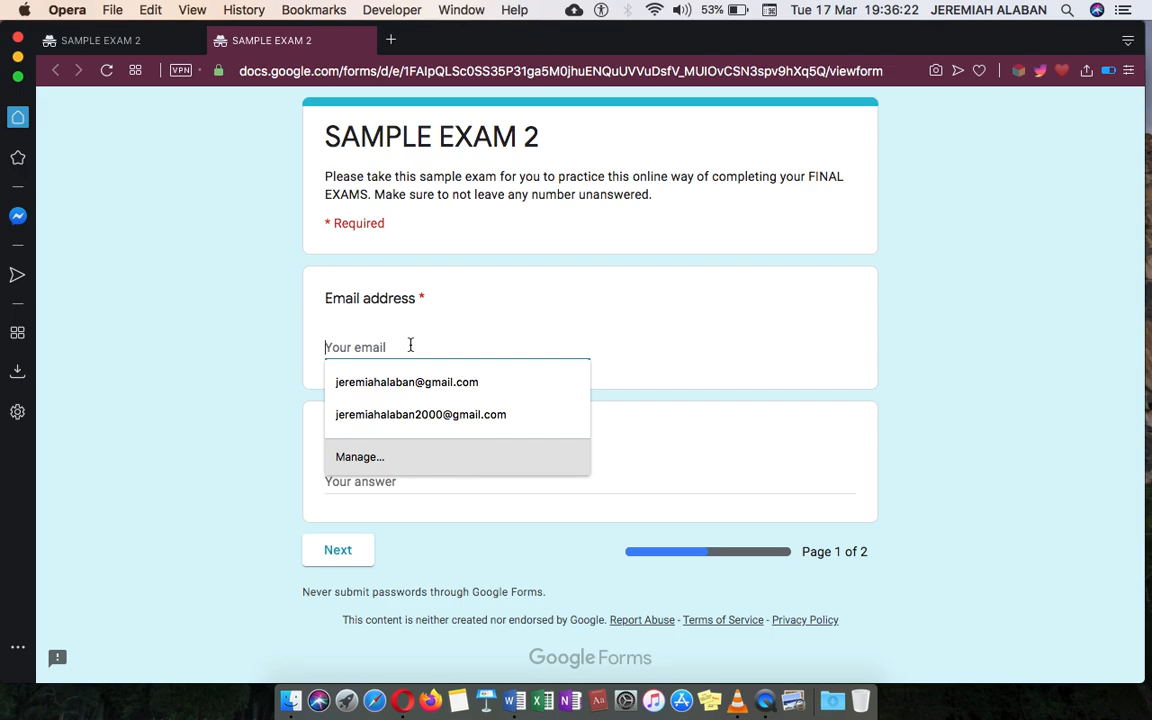 Opera File Edit View History Bookmarks Developer Window Help 53% Tue 17 Mar 19:36:22 JEREMIAH ALABAN
SAMPLE EXAM 2 SAMPLE EXAM 2
VPN docs.google.com/forms/d/e/1FAIpQLSc0SS35P31ga5M0jhuENQuUVVuDsfV_MUIOvCSN3spv9hXq5Q/viewform
SAMPLE EXAM 2
Please take this sample exam for you to practice this online way of completing your FINAL
EXAMS. Make sure to not leave any number unanswered.
* Required
Email address *
Your email
jeremiahalaban@gmail.com
jeremiahalaban2000@gmail.com
Manage...
Your answer
Next Page 1 of 2
Never submit passwords through Google Forms.
This content is neither created nor endorsed by Google. Report Abuse - Terms of Service - Privacy Policy
Google Forms